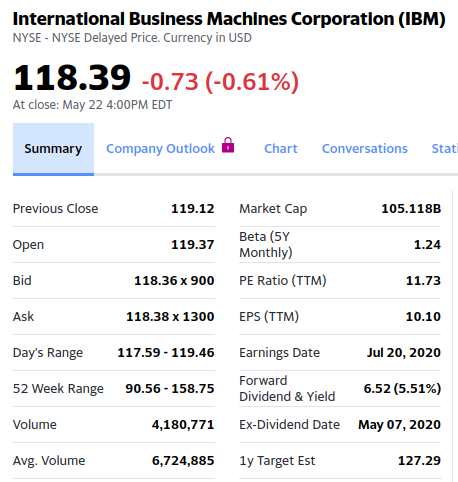 International Business Machines Corporation (IBM)
NYSE - NYSE Delayed Price. Currency in USD
118.39 -0.73 (-0.61%)
At close: May 22 4:00PM EDT
Summary Company Outlook Chart Conversations Stati
Previous Close 119.12
Open 119.37
Bid 118.36 x 900
Ask 118.38 x 1300
Day's Range 117.59 - 119.46
52 Week Range 90.56 - 158.75
Volume 4,180,771
Avg. Volume 6,724,885
Market Cap 105.118B
Beta (5Y
Monthly) 1.24
PE Ratio (TTM) 11.73
EPS (TTM) 10.10
Earnings Date Jul 20, 2020
Forward
Dividend & Yield 6.52 (5.51%)
Ex-Dividend Date May 07, 2020
1y Target Est 127.29